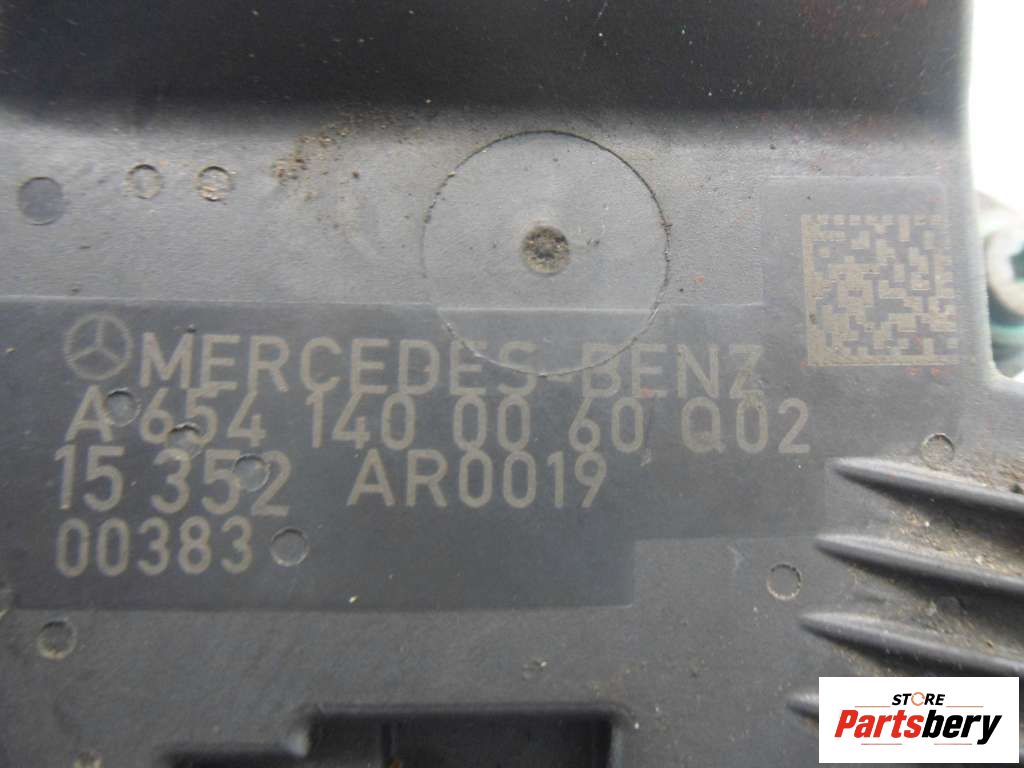 MERCEDES-BENZ
A 654 140 00 60 Q02
15 352 AR0019
00383
STORE
Partsbery